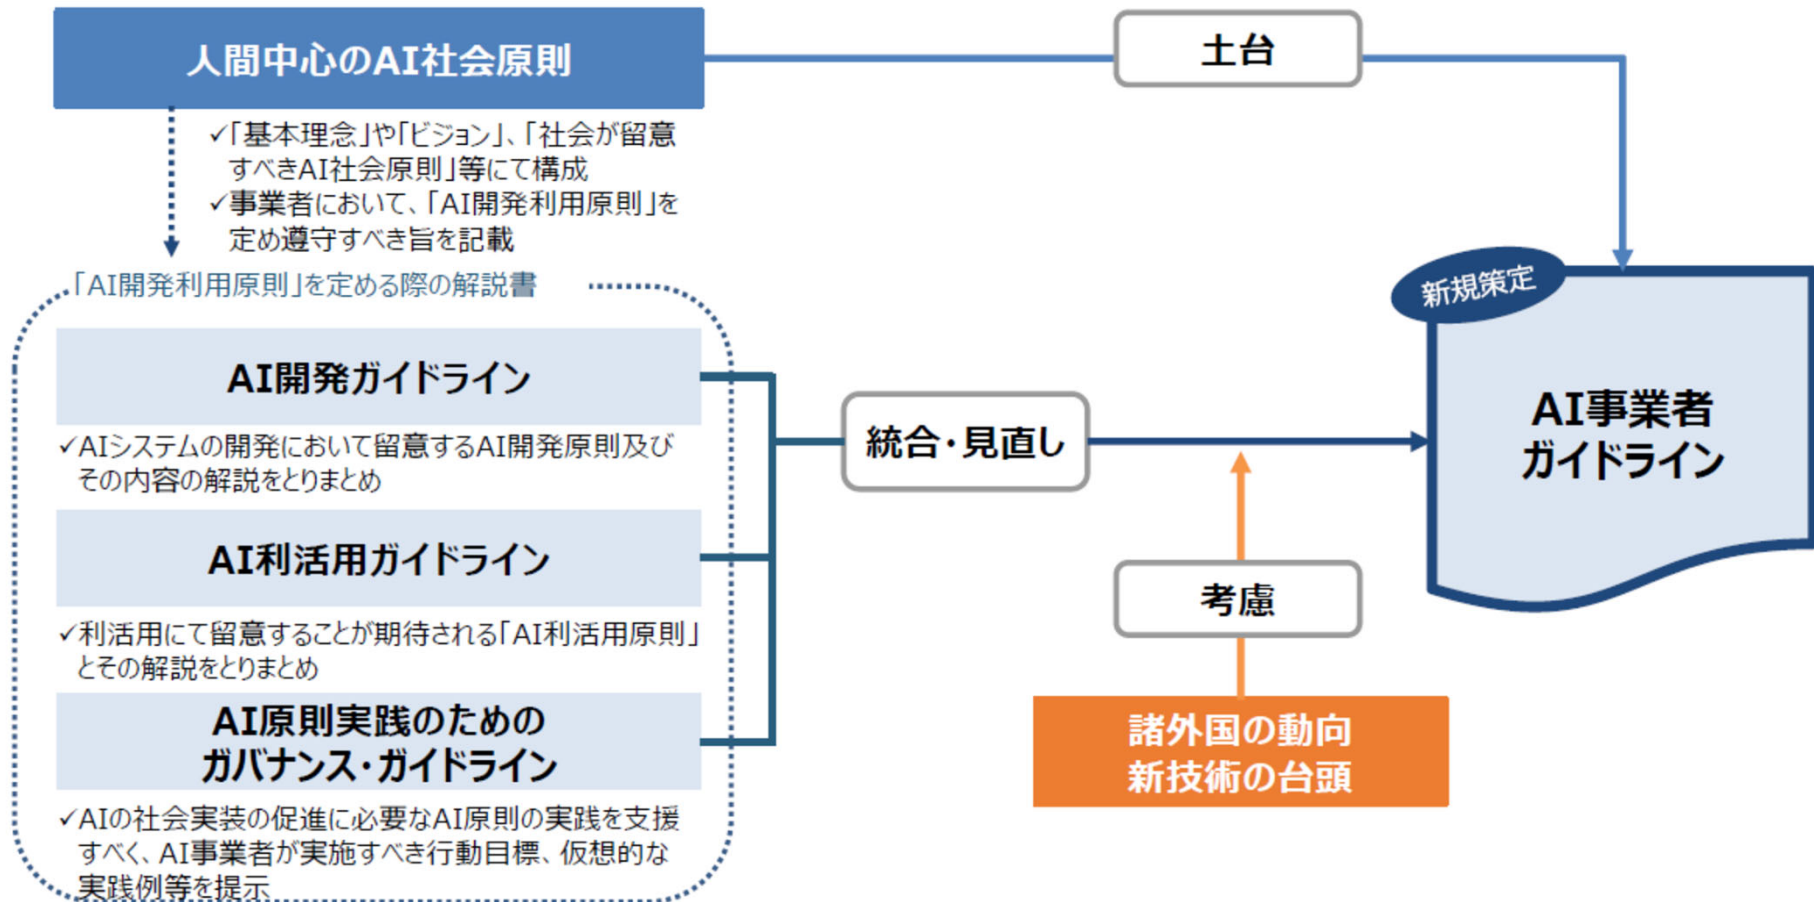 人間中心のAI社会原則
土台
✓「基本理念」や「ビジョン」、「社会が留意
すべきAI社会原則」等にて構成
✓事業者において、「AI開発利用原則」を
定め遵守すべき旨を記載
「AI開発利用原則」を定める際の解説書
AI開発ガイドライン
✓AIシステムの開発において留意するAI開発原則及び
その内容の解説をとりまとめ
AI利活用ガイドライン
✓利活用にて留意することが期待される「AI利活用原則」
とその解説をとりまとめ
AI原則実践のための
ガバナンス・ガイドライン
✓AIの社会実装の促進に必要なAI原則の実践を支援
すべく、AI事業者が実施すべき行動目標、仮想的な
実践例等を提示
統合・見直し
考慮
諸外国の動向
新技術の台頭
新規策定
AI事業者
ガイドライン